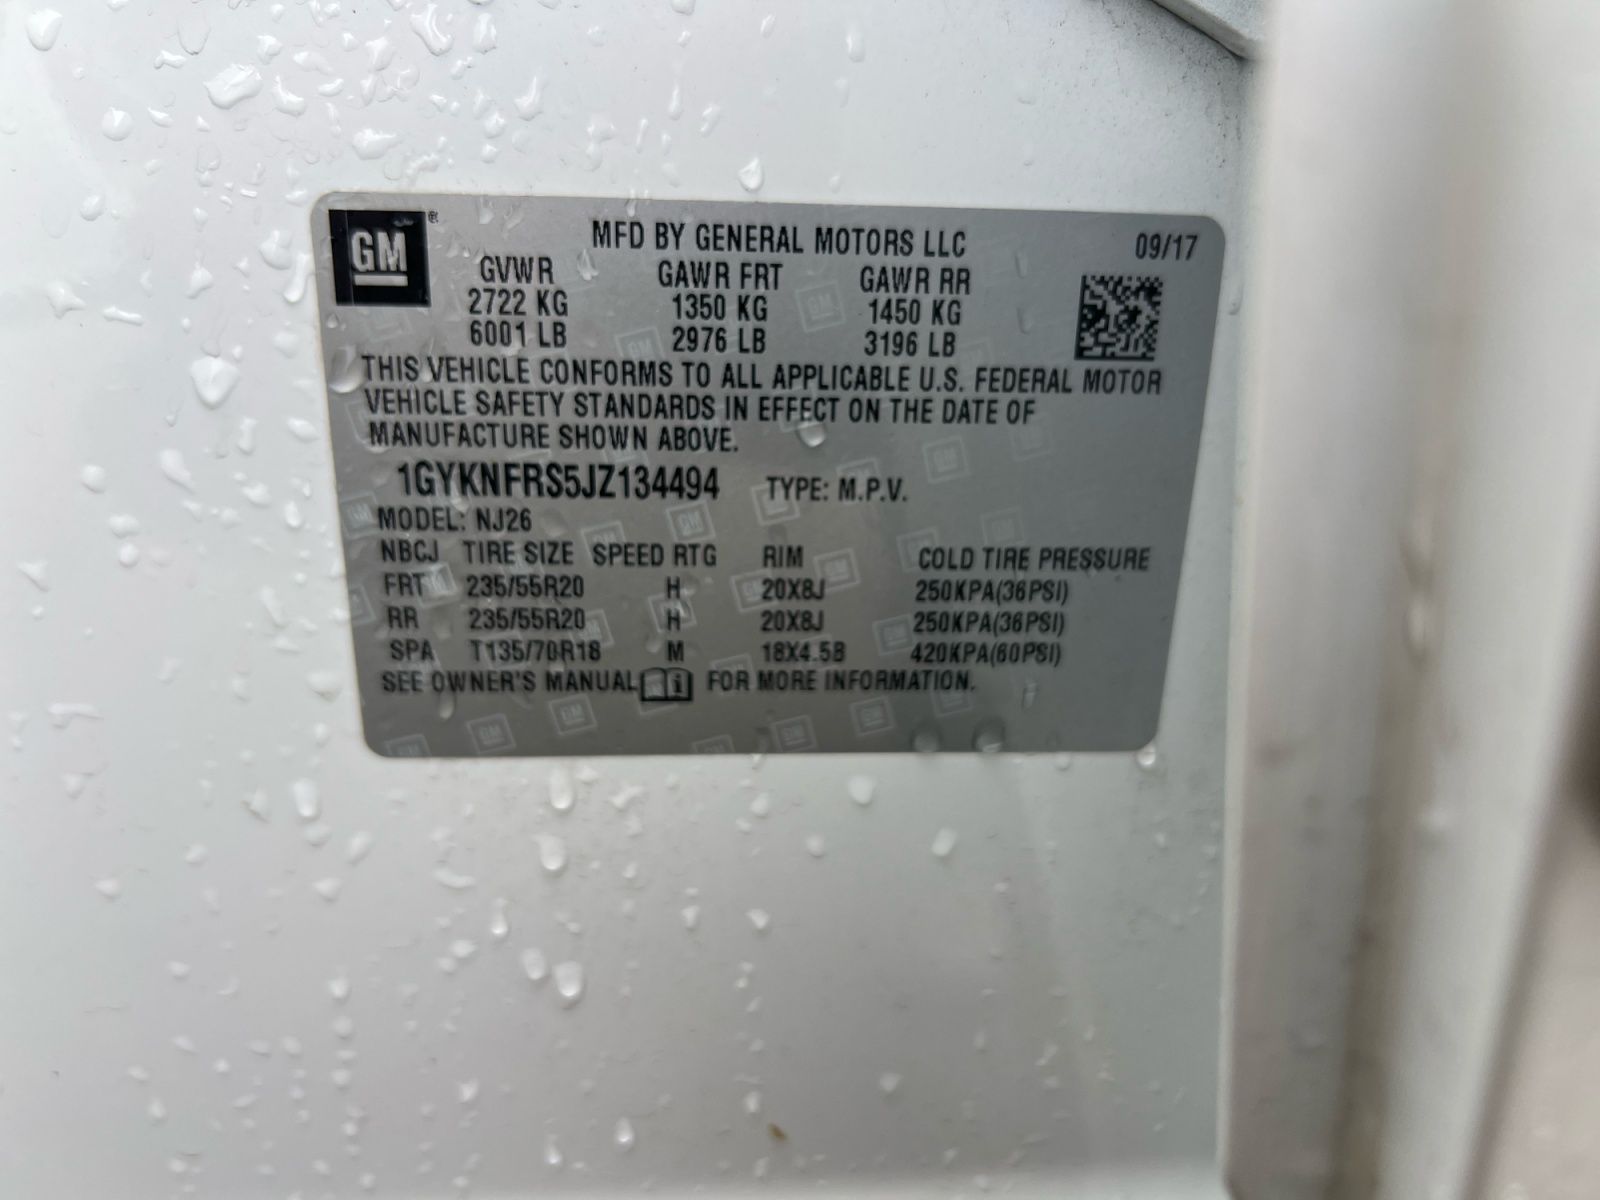 GM ®
MFD BY GENERAL MOTORS LLC 09/17
GVWR GAWR FRT GAWR RR
2722 KG 1350 KG 1450 KG
6001 LB 2976 LB 3196 LB
THIS VEHICLE CONFORMS TO ALL APPLICABLE U.S. FEDERAL MOTOR
VEHICLE SAFETY STANDARDS IN EFFECT ON THE DATE OF
MANUFACTURE SHOWN ABOVE.
1GYKNFRS5JZ134494 TYPE: M.P.V.
MODEL: NJ26
NBCJ TIRE SIZE SPEED RTG RIM COLD TIRE PRESSURE
FRT 235/55R20 H 20X8J 250KPA(36PSI)
RR 235/55R20 H 20X8J 250KPA(36PSI)
SPA T135/70R18 M 18X4.5B 420KPA(60PSI)
SEE OWNER'S MANUAL i FOR MORE INFORMATION.